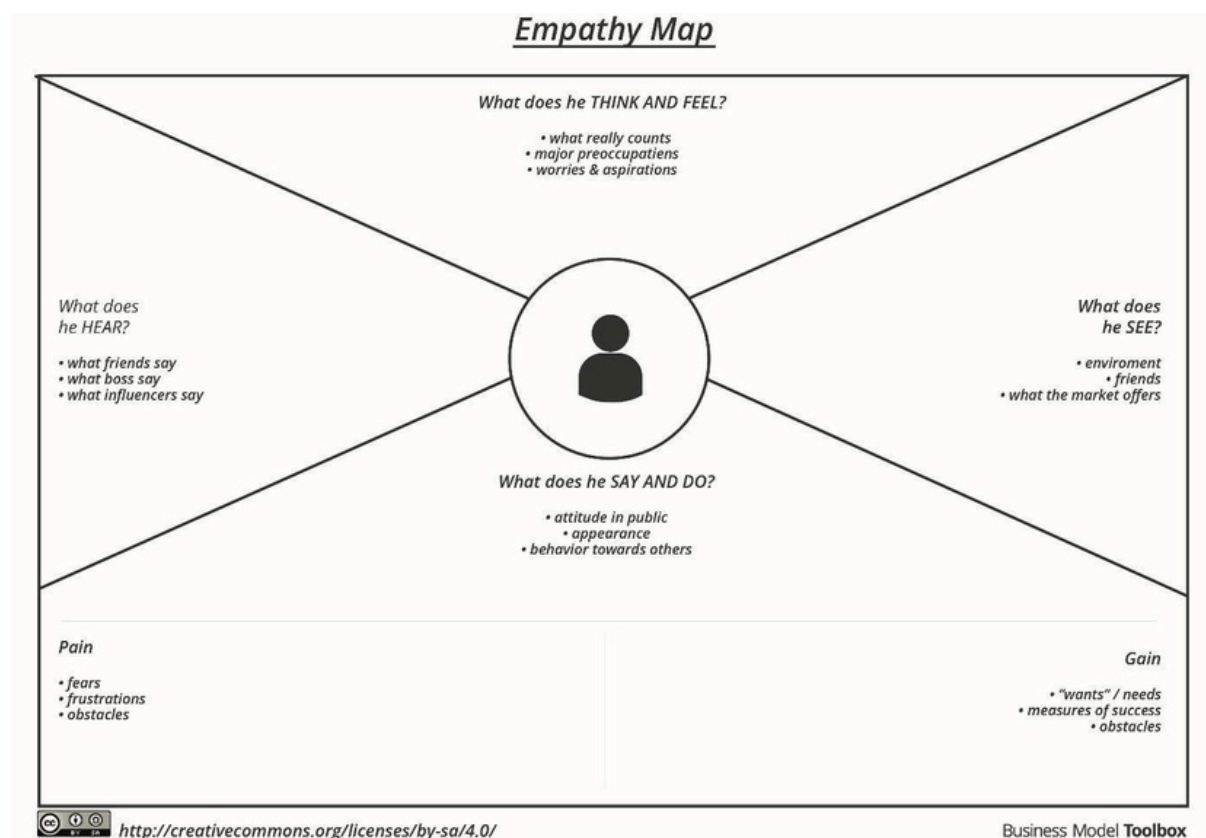 Empathy Map
What does he THINK AND FEEL?
• what really counts
• major preoccupatiens
• worries & aspirations
What does
he HEAR?
• what friends say
• what boss say
• what influencers say
What does
he SEE?
• enviroment
• friends
• what the market offers
What does he SAY AND DO?
• attitude in public
• appearance
• behavior towards others
Pain
• fears
• frustrations
• obstacles
Gain
• “wants” / needs
• measures of success
• obstacles
cc BY SA
http://creativecommons.org/licenses/by-sa/4.0/
Business Model Toolbox